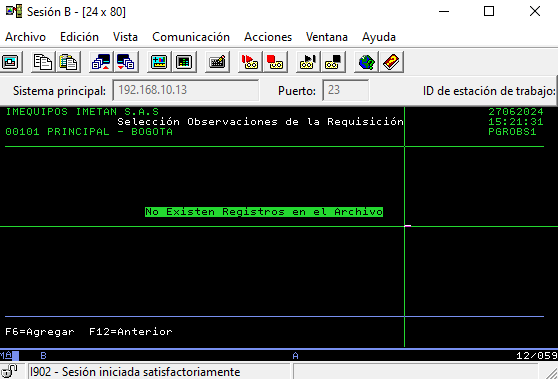 Sesión B - [24 x 80]
Archivo Edición Vista Comunicación Acciones Ventana Ayuda
Sistema principal: 192.168.10.13 Puerto: 23 ID de estación de trabajo:
IMEQUIPOS IMETAN S.A.S 27062024
Selección Observaciones de la Requisición 15:21:31
00101 PRINCIPAL - BOGOTA PGROBS1
No Existen Registros en el Archivo
F6=Agregar F12=Anterior
MA B A 12/059
I902 - Sesión iniciada satisfactoriamente